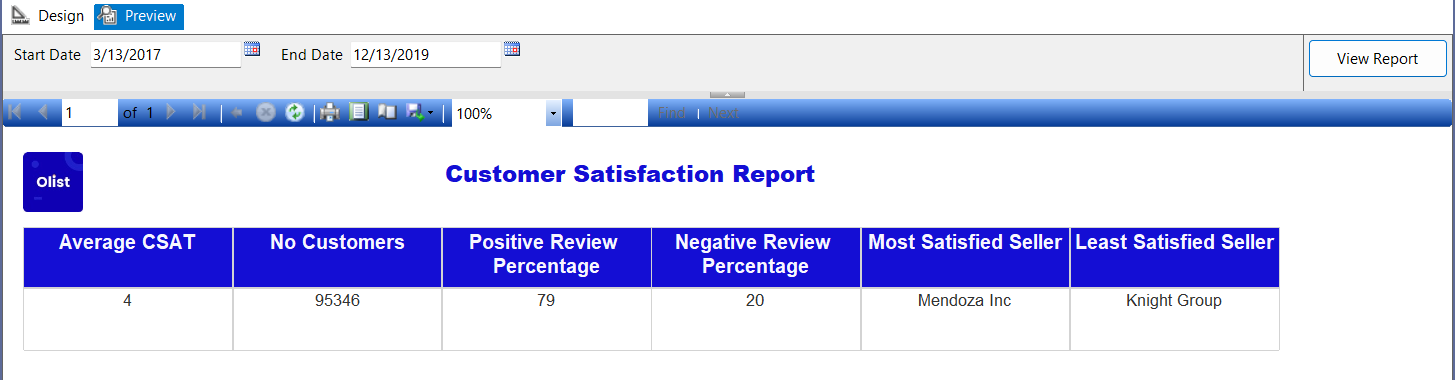 Design Preview
Start Date 3/13/2017 End Date 12/13/2019 View Report
1 of 1 100% Find | Next
Olist
Customer Satisfaction Report
Average CSAT No Customers Positive Review Percentage Negative Review Percentage Most Satisfied Seller Least Satisfied Seller
4 95346 79 20 Mendoza Inc Knight Group